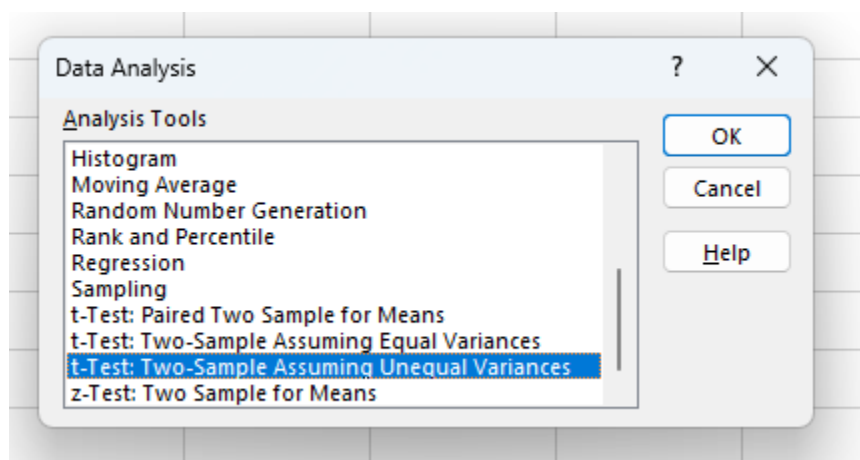 Data Analysis ?
Analysis Tools
Histogram
Moving Average
Random Number Generation
Rank and Percentile
Regression
Sampling
t-Test: Paired Two Sample for Means
t-Test: Two-Sample Assuming Equal Variances
t-Test: Two-Sample Assuming Unequal Variances
z-Test: Two Sample for Means
OK
Cancel
Help